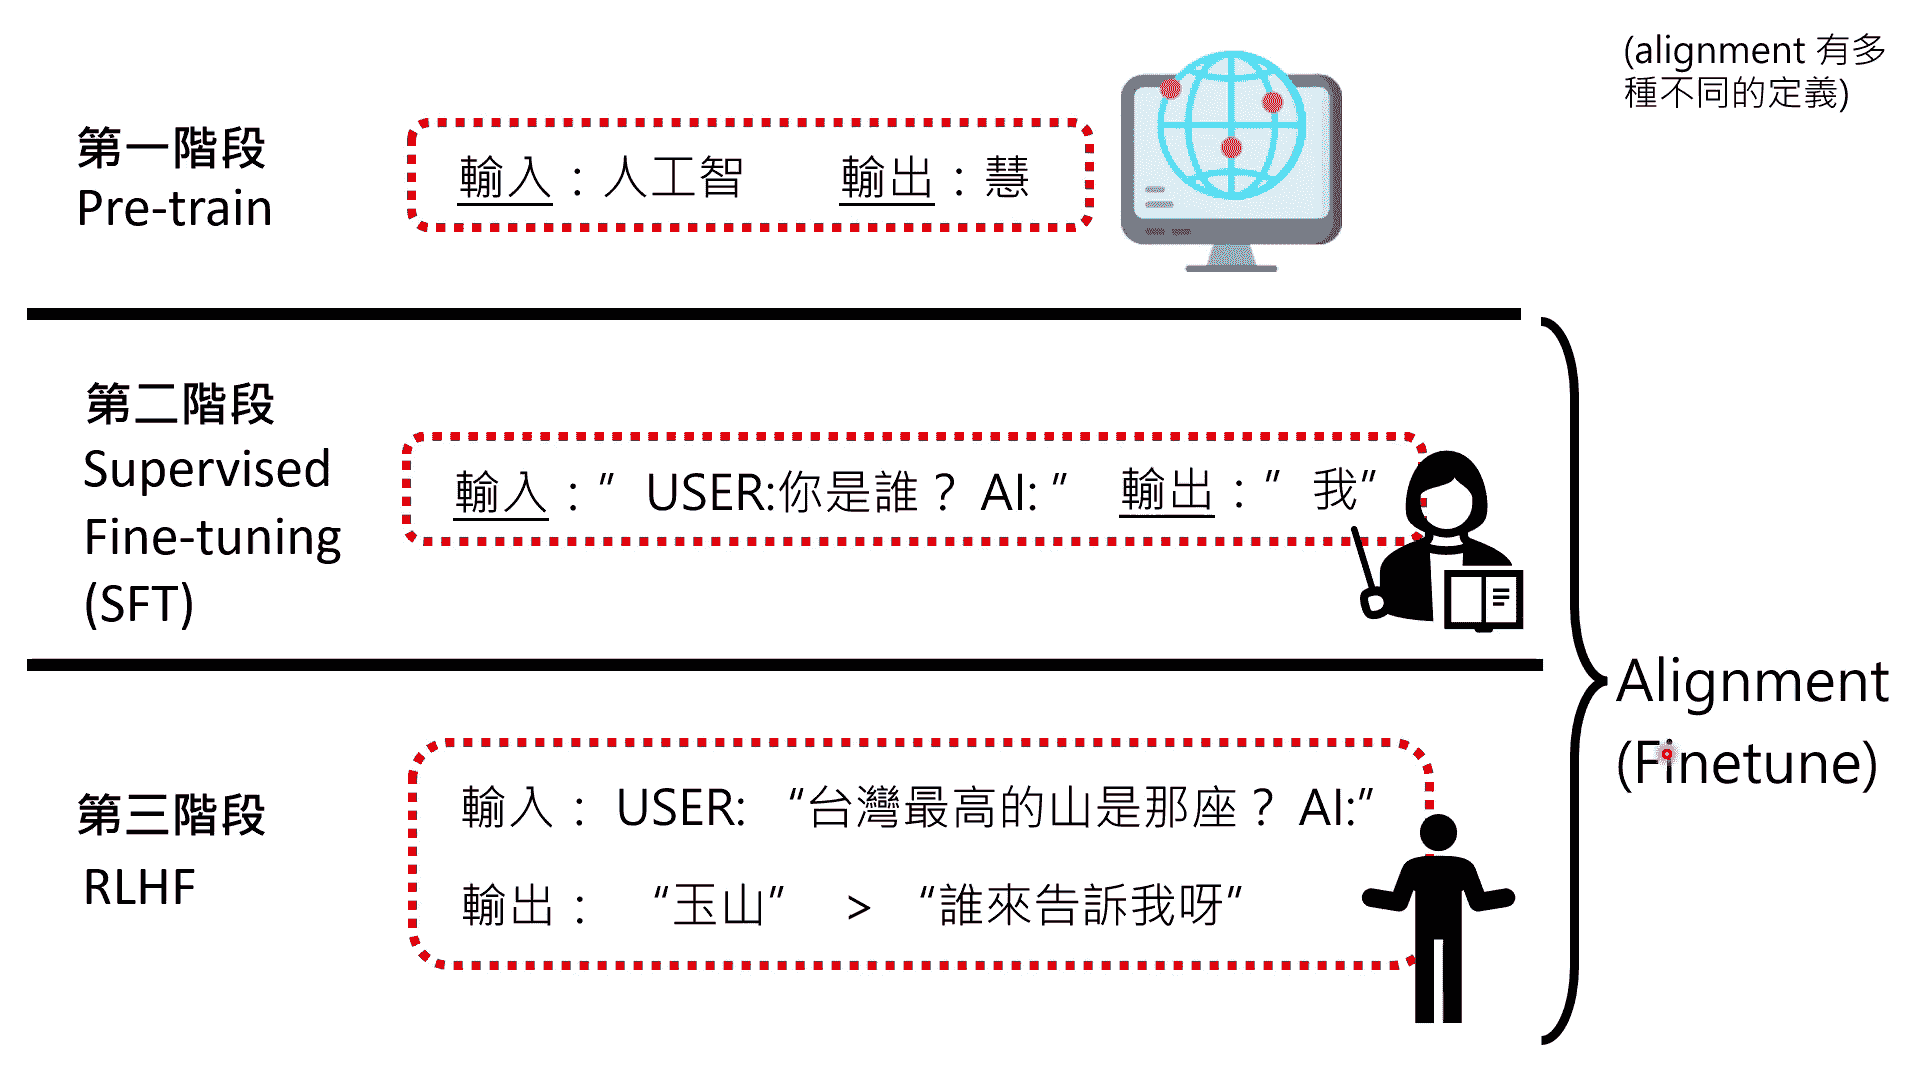 (alignment 有多
種不同的定義)
第一階段
Pre-train
輸入：人工智 輸出：慧
第二階段
Supervised
Fine-tuning
(SFT)
輸入：” USER:你是誰？ AI: ” 輸出：” 我”
Alignment
(Finetune)
第三階段
RLHF
輸入： USER: “台灣最高的山是那座？ AI:”
輸出： “玉山” > “誰來告訴我呀”